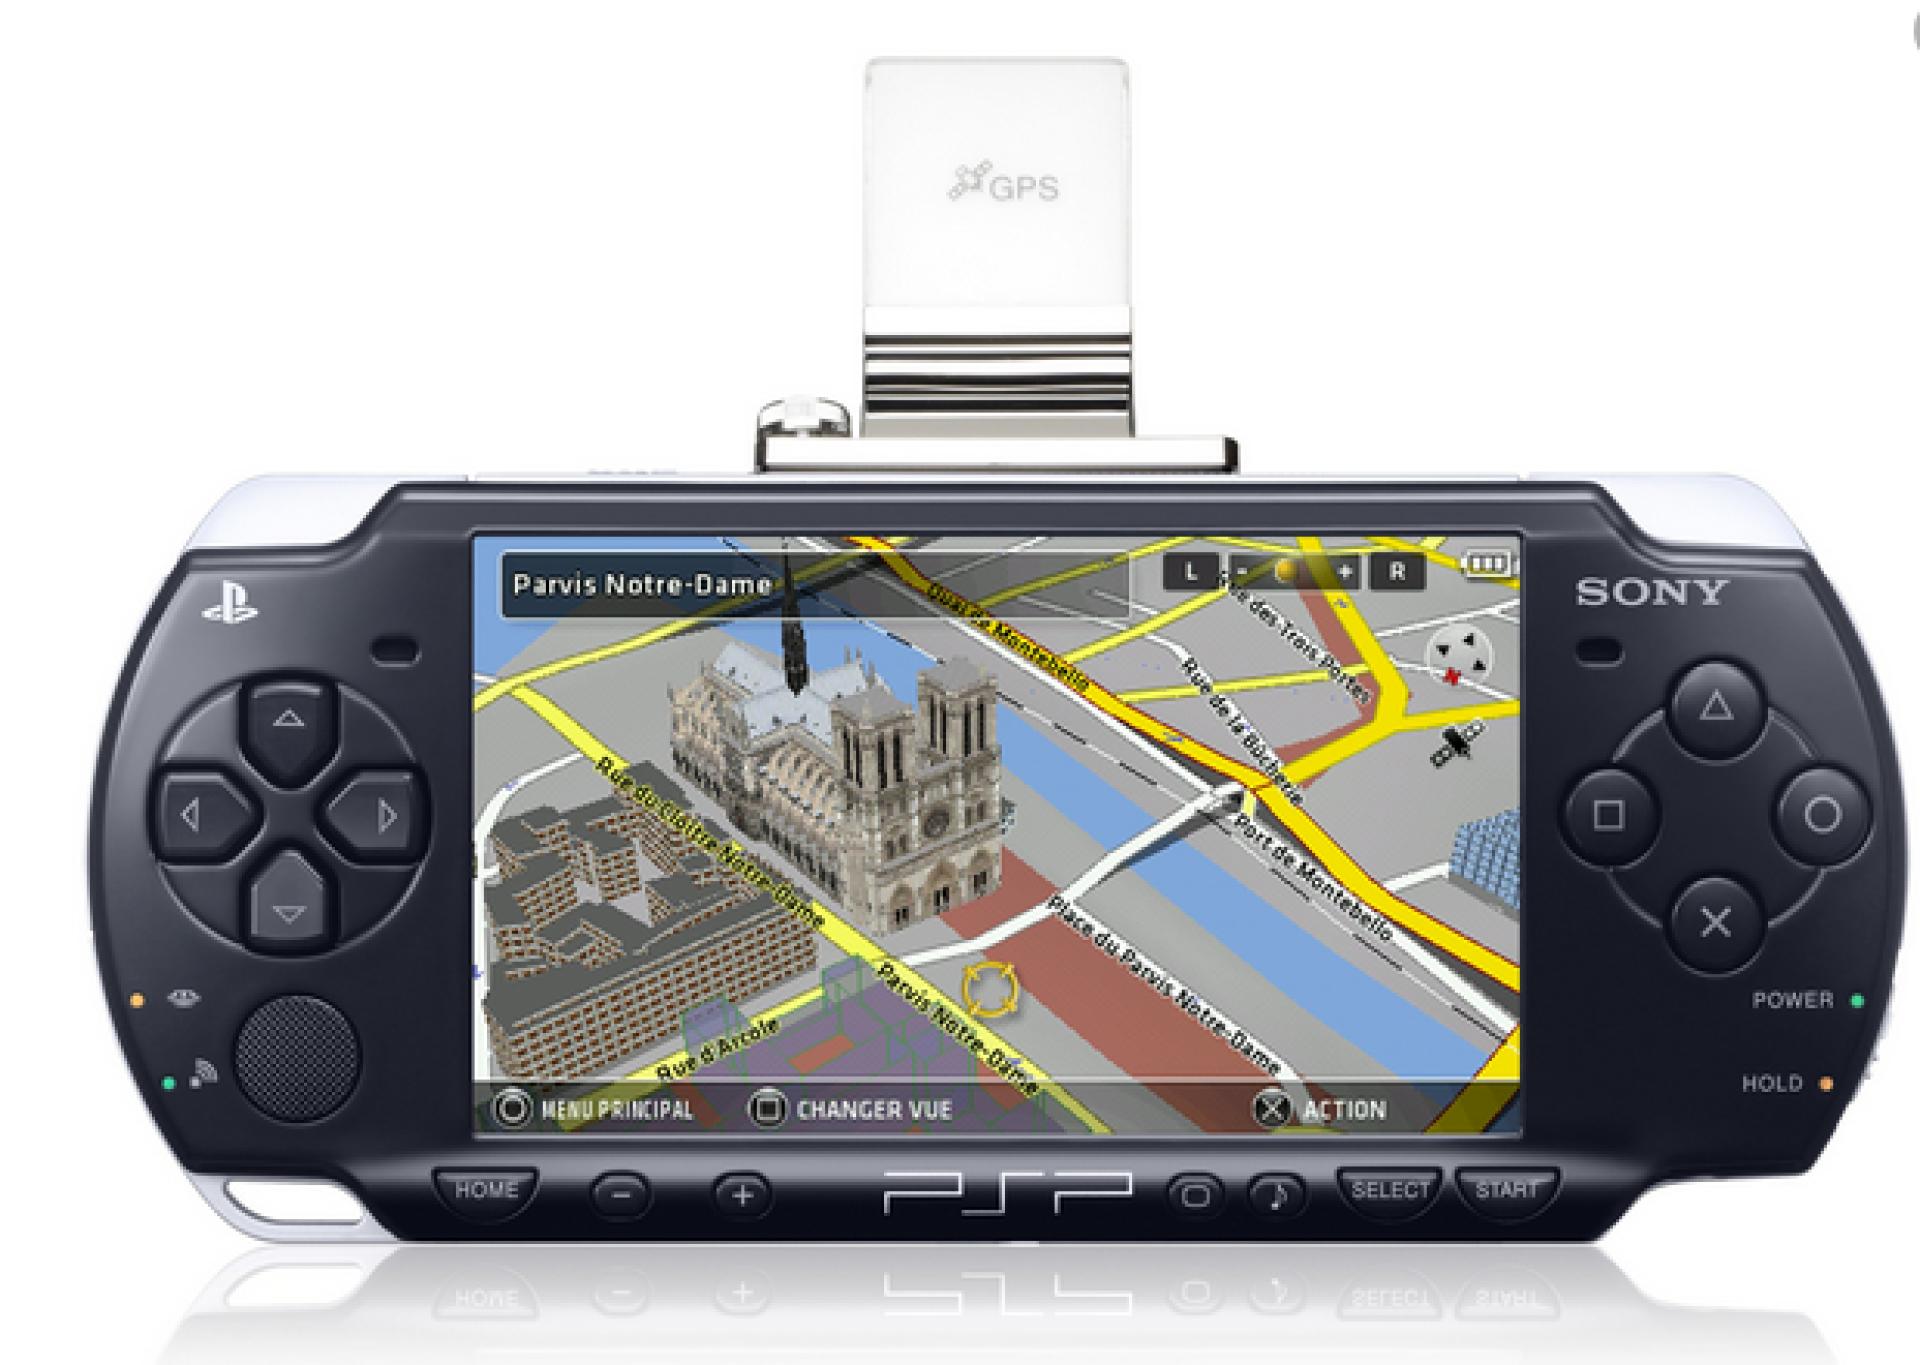 GPS
SONY
Parvis Notre-Dame
L - + R
Quai de Montebello
Rue des Trois Portes
Rue de la Bûcherie
N
Rue du Cloître Notre-Dame
Port de Montebello
Place du Parvis Notre-Dame
Parvis Notre-Dame
Rue d'Arcole
POWER
HOLD
MENU PRINCIPAL
CHANGER VUE
ACTION
HOME
- +
PSP
SELECT
START